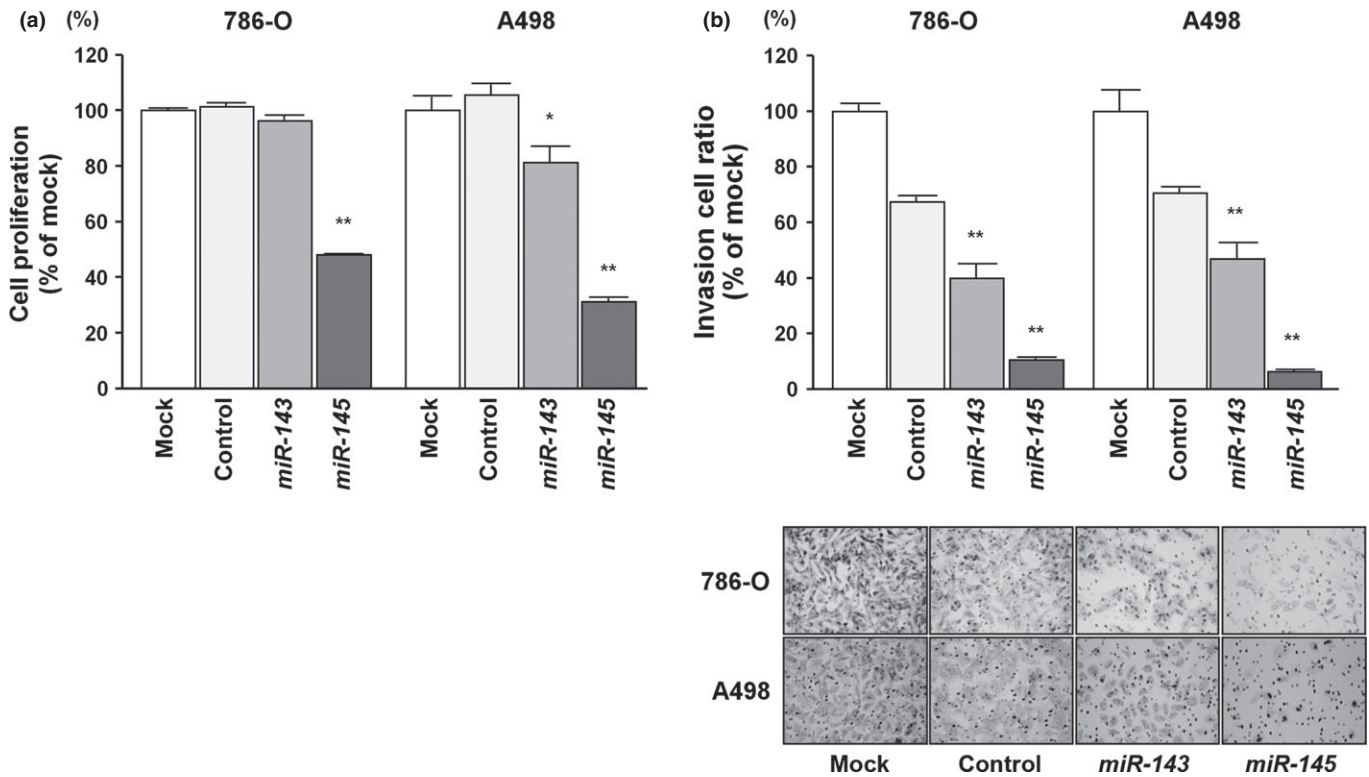 (a) (%) 786-O A498
120
100
80
60
40
20
0
Cell proliferation
(% of mock)
*
**
**
Mock Control miR-143 miR-145 Mock Control miR-143 miR-145
(b) (%) 786-O A498
120
100
80
60
40
20
0
Invasion cell ratio
(% of mock)
**
**
**
**
Mock Control miR-143 miR-145 Mock Control miR-143 miR-145
786-O
A498
Mock Control miR-143 miR-145